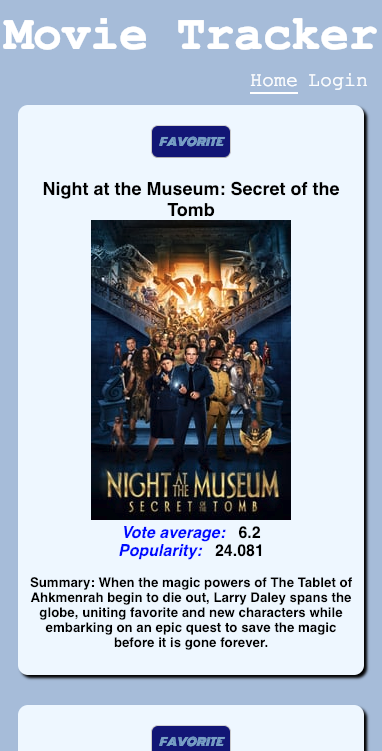 Movie Tracker
Home Login
FAVORITE
Night at the Museum: Secret of the
Tomb
NIGHT AT THE MUSEUM
SECRET OF THE TOMB
Vote average: 6.2
Popularity: 24.081
Summary: When the magic powers of The Tablet of
Ahkmenrah begin to die out, Larry Daley spans the
globe, uniting favorite and new characters while
embarking on an epic quest to save the magic
before it is gone forever.
FAVORITE